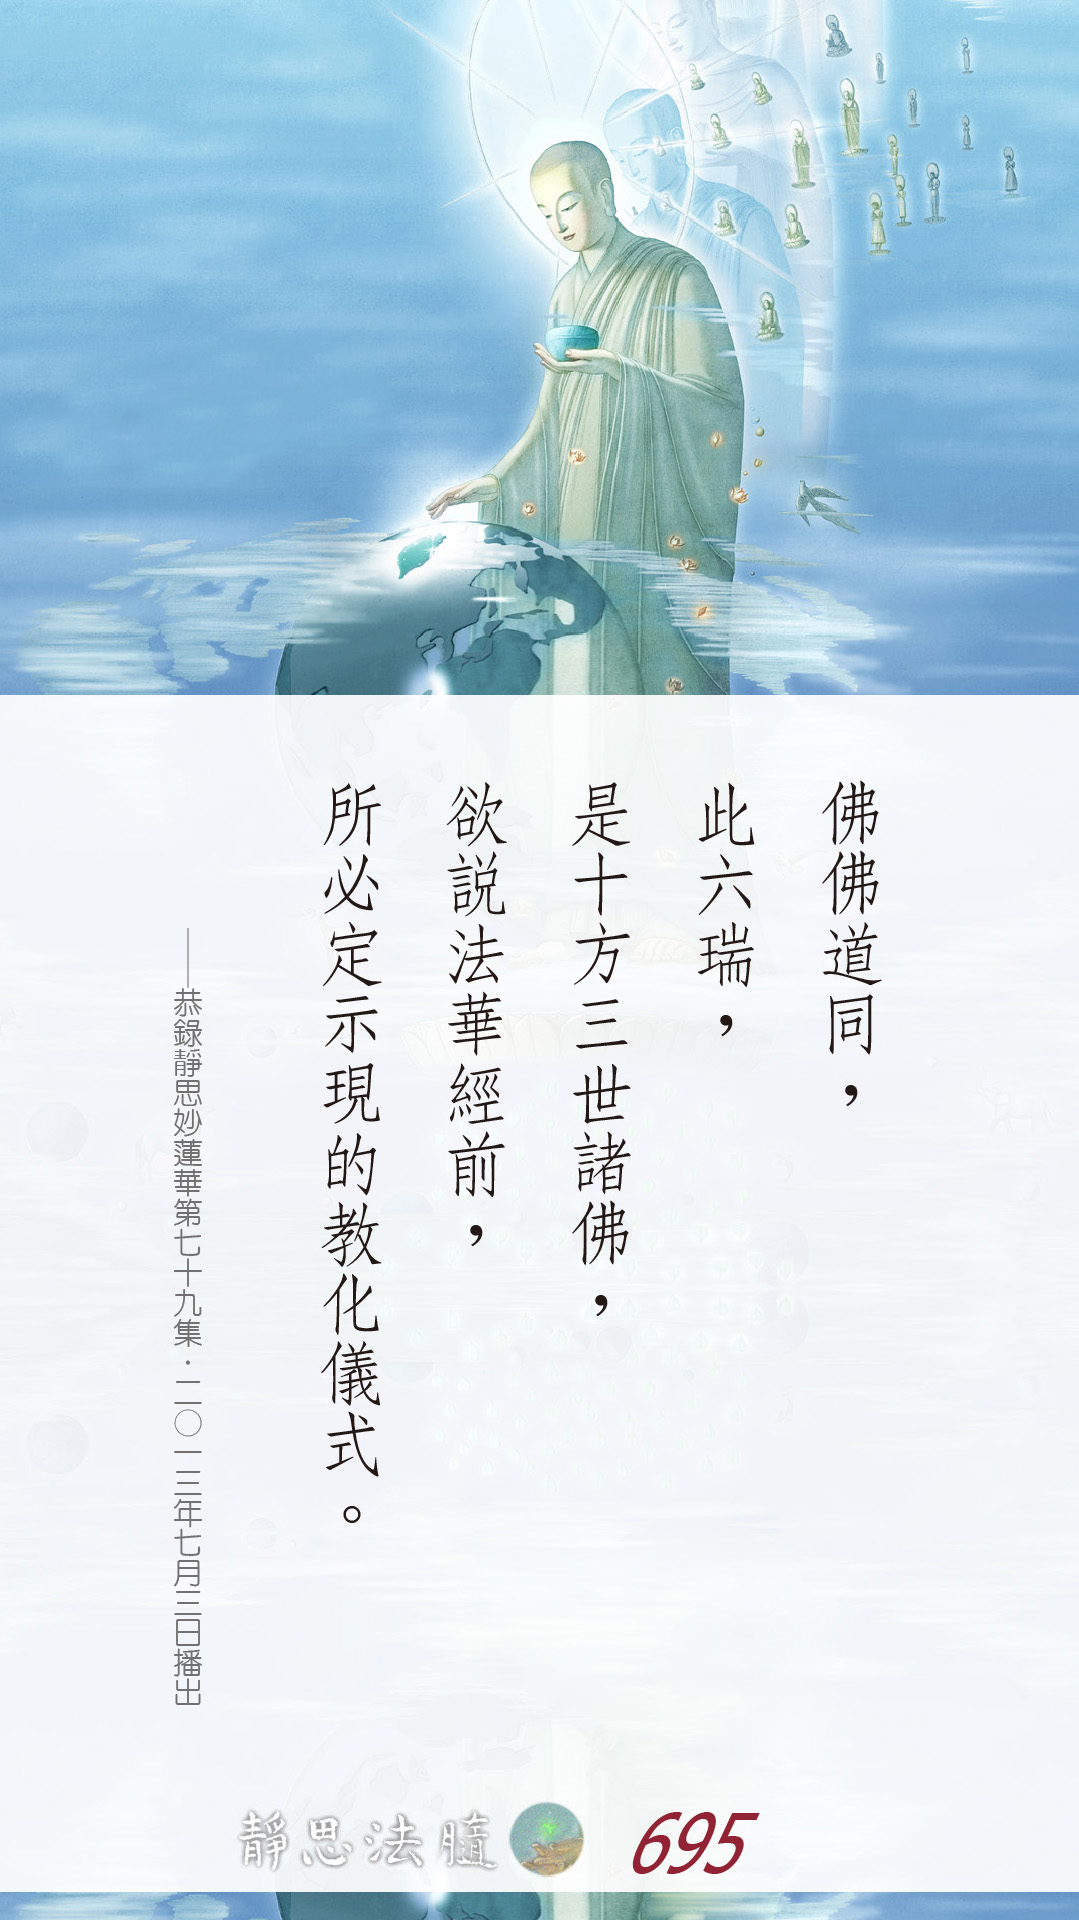 佛佛道同，
此六瑞，
是十方三世諸佛，
欲説法華經前，
所必定示現的教化儀式。
——恭錄靜思妙蓮華第七十九集．二〇一三年七月三日播出
靜思法髓 695